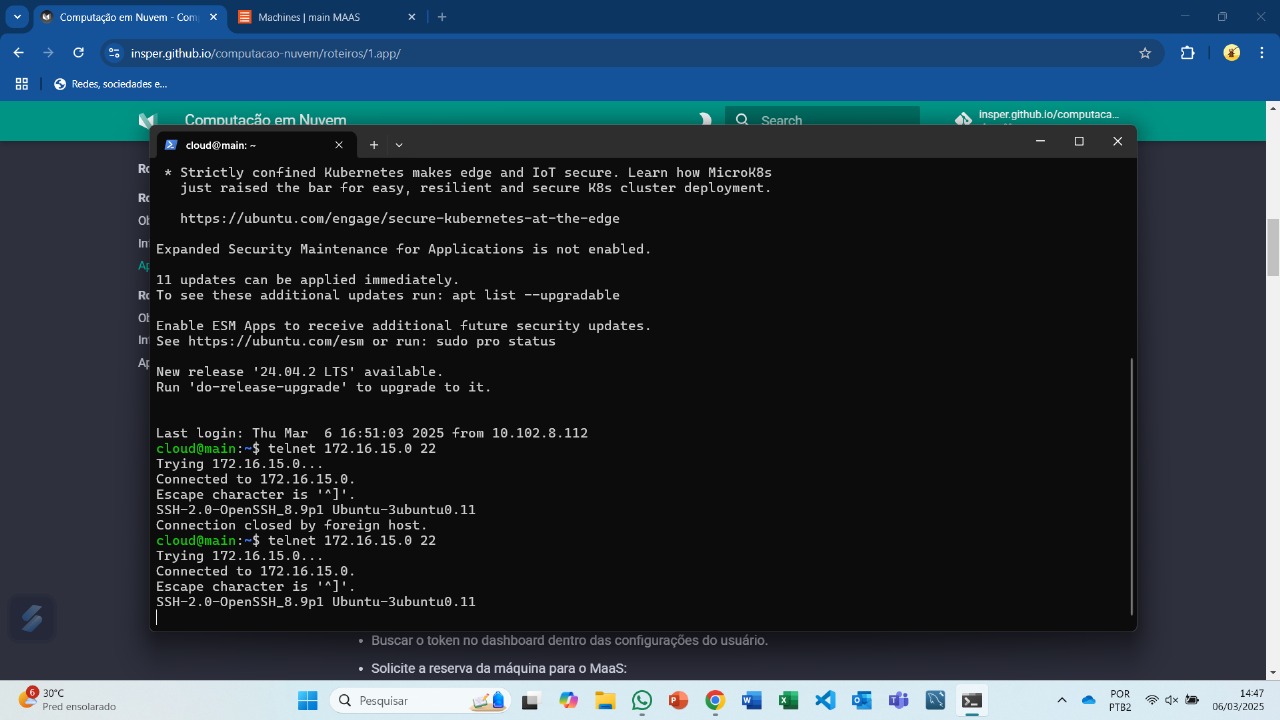 Computação em Nuvem - Com
Machines | main MAAS
insper.github.io/computacao-nuvem/roteiros/1.app/
Redes, sociedades e...
Computação em Nuvem
Search
insper.github.io/computaca...
cloud@main: ~
* Strictly confined Kubernetes makes edge and IoT secure. Learn how MicroK8s
just raised the bar for easy, resilient and secure K8s cluster deployment.
https://ubuntu.com/engage/secure-kubernetes-at-the-edge
Expanded Security Maintenance for Applications is not enabled.
11 updates can be applied immediately.
To see these additional updates run: apt list --upgradable
Enable ESM Apps to receive additional future security updates.
See https://ubuntu.com/esm or run: sudo pro status
New release '24.04.2 LTS' available.
Run 'do-release-upgrade' to upgrade to it.
Last login: Thu Mar  6 16:51:03 2025 from 10.102.8.112
cloud@main:~$ telnet 172.16.15.0 22
Trying 172.16.15.0...
Connected to 172.16.15.0.
Escape character is '^]'.
SSH-2.0-OpenSSH_8.9p1 Ubuntu-3ubuntu0.11
Connection closed by foreign host.
cloud@main:~$ telnet 172.16.15.0 22
Trying 172.16.15.0...
Connected to 172.16.15.0.
Escape character is '^]'.
SSH-2.0-OpenSSH_8.9p1 Ubuntu-3ubuntu0.11
• Buscar o token no dashboard dentro das configurações do usuário.
• Solicite a reserva da máquina para o MaaS:
6
30°C
Pred ensolarado
Pesquisar
POR
PTB2
14:47
06/03/2025